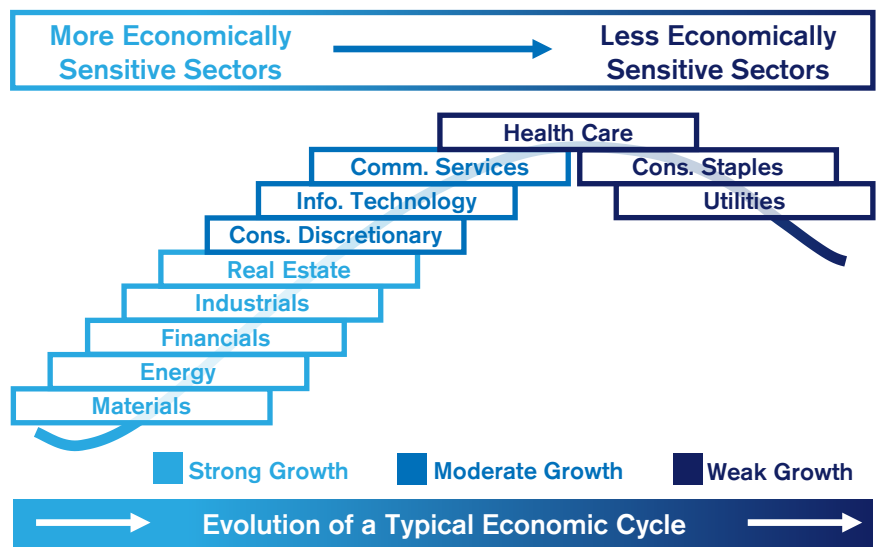 More Economically
Sensitive Sectors
Less Economically
Sensitive Sectors
Health Care
Comm. Services
Cons. Staples
Info. Technology
Utilities
Cons. Discretionary
Real Estate
Industrials
Financials
Energy
Materials
Strong Growth
Moderate Growth
Weak Growth
Evolution of a Typical Economic Cycle